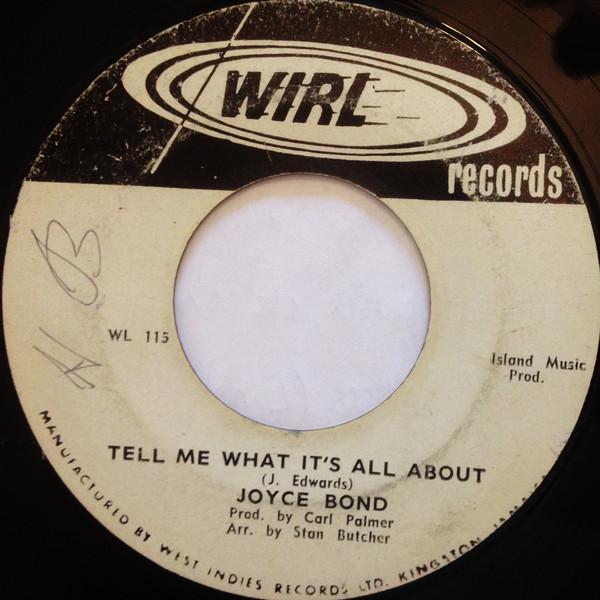 WIRL
records
WL 115
Island Music
Prod.
TELL ME WHAT IT'S ALL ABOUT
(J. Edwards)
JOYCE BOND
Prod. by Carl Palmer
Arr. by Stan Butcher
MANUFACTURED BY WEST INDIES RECORDS LTD. KINGSTON